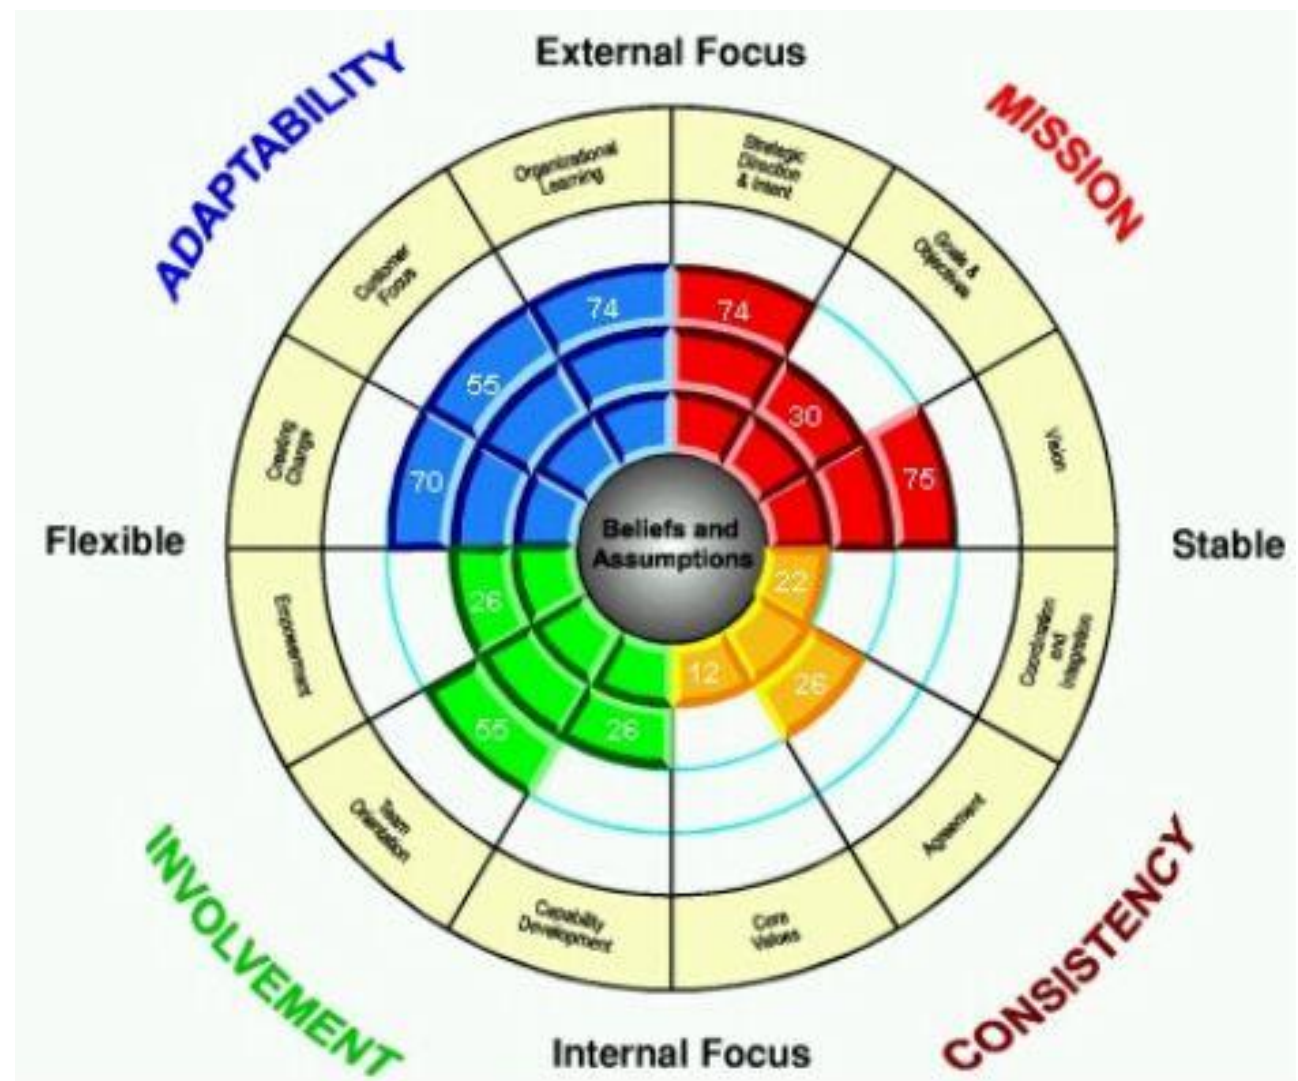 External Focus
ADAPTABILITY
MISSION
Organizational
Learning
Strategic
Direction
& Intent
Customer
Focus
Goals &
Objectives
Creating
Change
Vision
74
74
55
30
70
75
Flexible
Beliefs and
Assumptions
Stable
26
22
Empowerment
Coordination
and
Integration
55
26
12
26
Team
Orientation
Agreement
Capability
Development
Core
Values
INVOLVEMENT
CONSISTENCY
Internal Focus